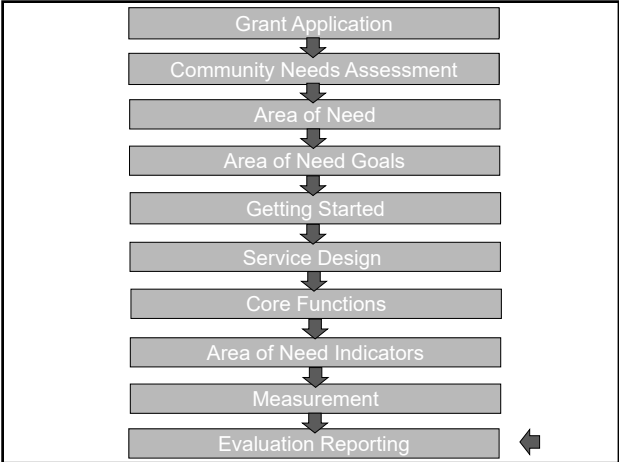 Grant Application
Community Needs Assessment
Area of Need
Area of Need Goals
Getting Started
Service Design
Core Functions
Area of Need Indicators
Measurement
Evaluation Reporting